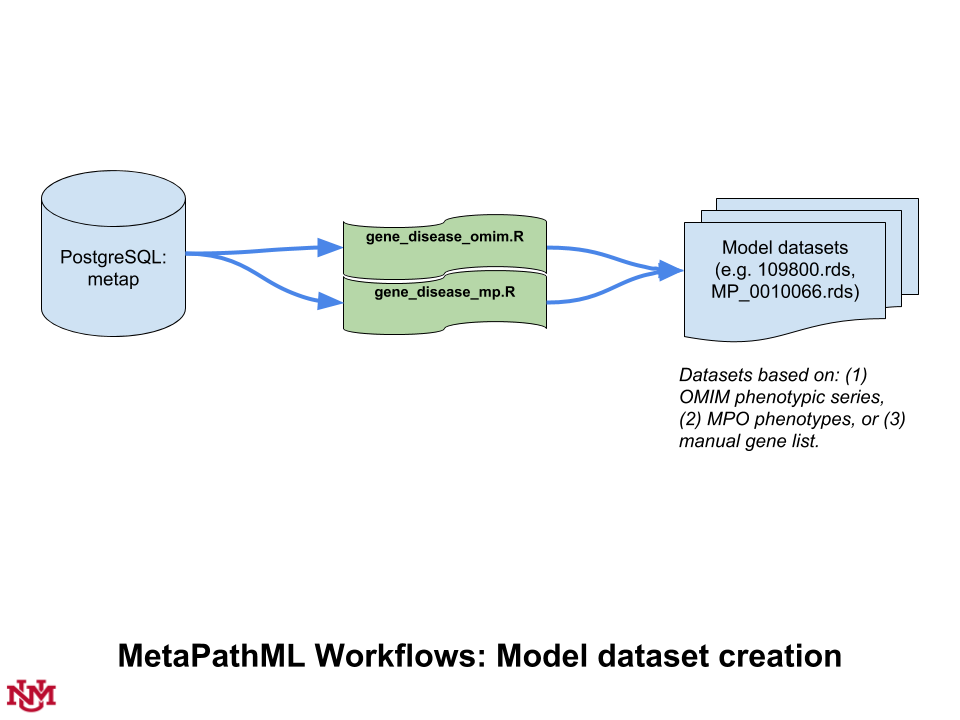 PostgreSQL:
metap
gene_disease_omim.R
gene_disease_mp.R
Model datasets
(e.g. 109800.rds,
MP_0010066.rds)
Datasets based on: (1)
OMIM phenotypic series,
(2) MPO phenotypes, or (3)
manual gene list.
MetaPathML Workflows: Model dataset creation
UNM